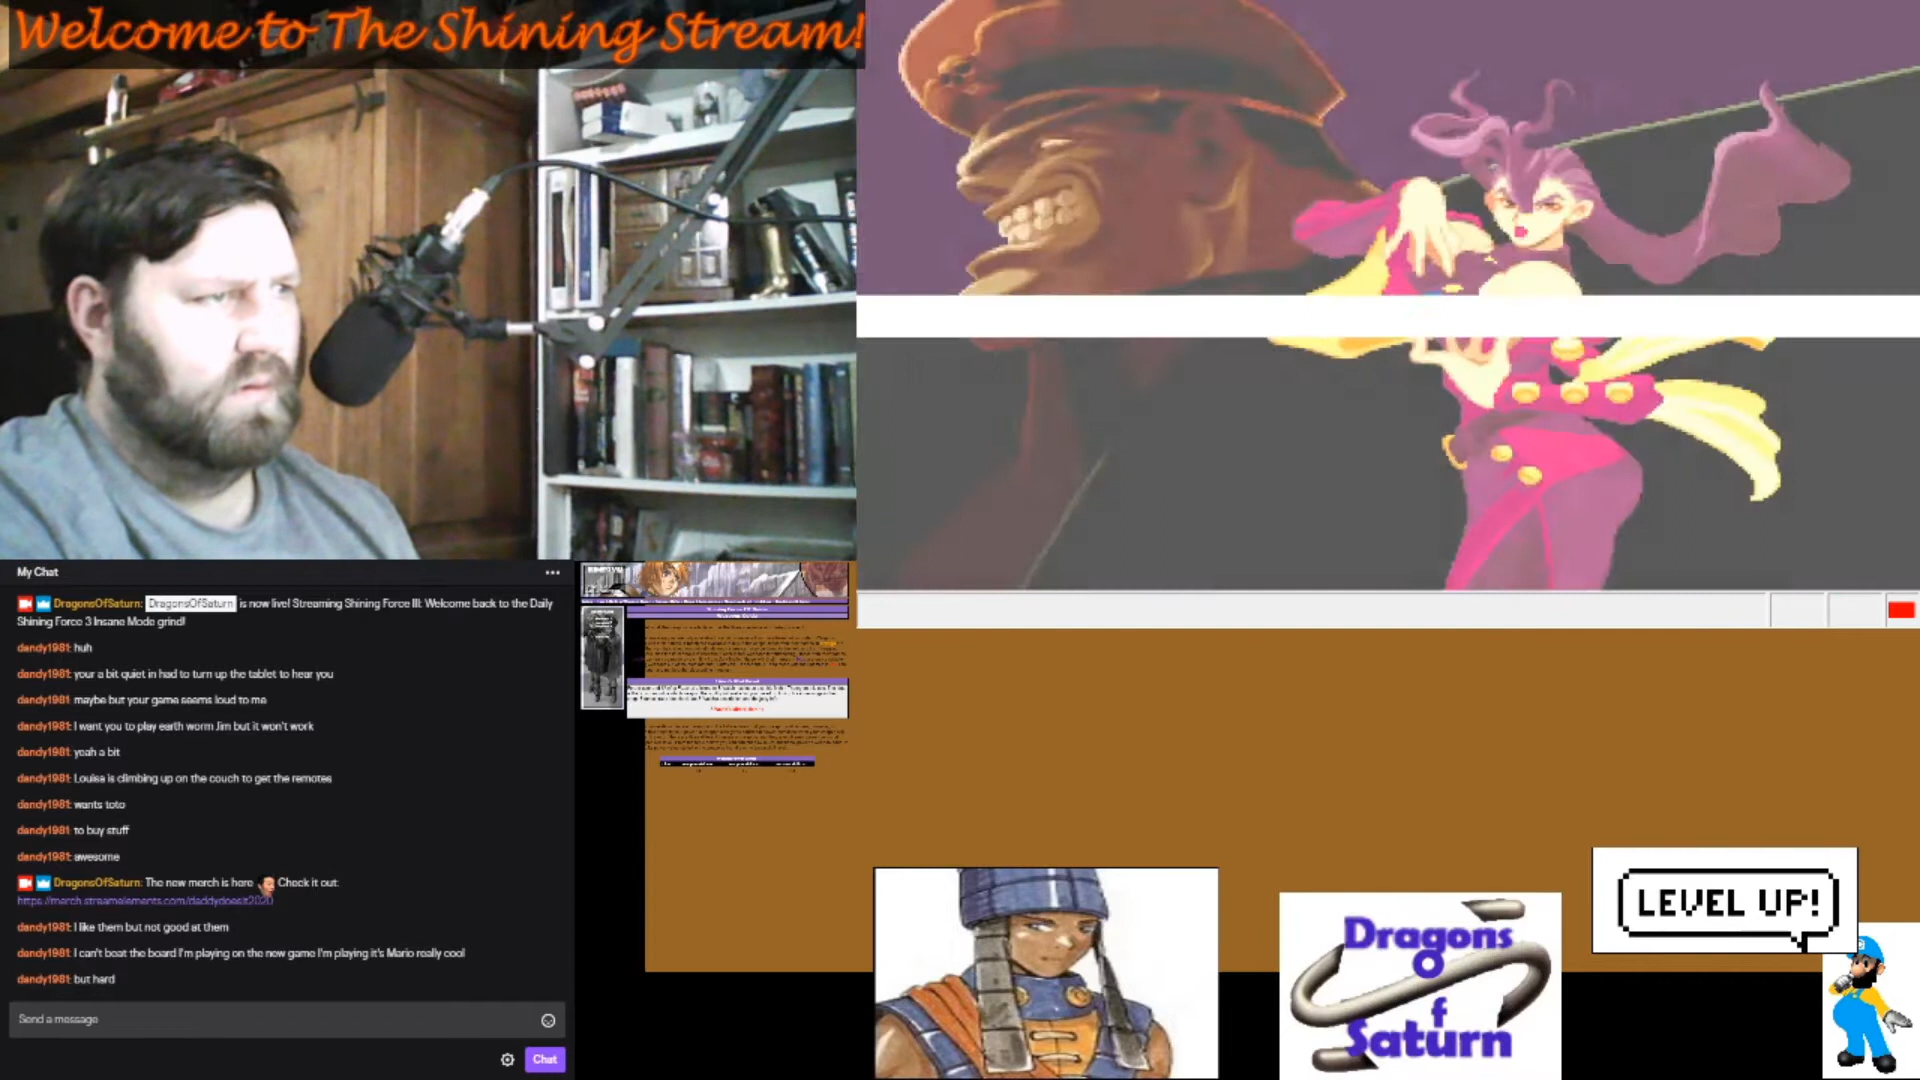 Welcome to The Shining Stream!
My Chat
DragonsOfSaturn: DragonsOfSaturn is now live! Streaming Shining Force III: Welcome back to the Daily
Shining Force 3 Insane Mode grind!
dandy1981: huh
dandy1981: your a bit quiet in had to turn up the tablet to hear you
dandy1981: maybe but your game seems loud to me
dandy1981: I want you to play earth worm Jim but it won't work
dandy1981: yeah a bit
dandy1981: Louisa is climbing up on the couch to get the remotes
dandy1981: wants toto
dandy1981: to buy stuff
dandy1981: awesome
DragonsOfSaturn: The new merch is here Check it out:
https://merch.streamelements.com/daddydoesit2020
dandy1981: I like them but not good at them
dandy1981: I can't beat the board I'm playing on the new game I'm playing it's Mario really cool
dandy1981: but hard
Send a message
Chat
Dragons
O
f
Saturn
LEVEL UP!